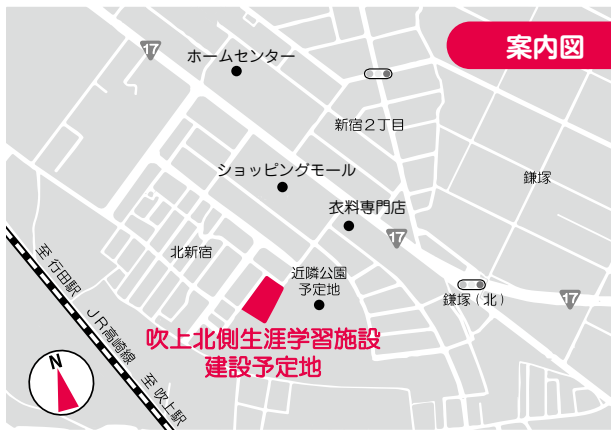 案内図
17
ホームセンター
新宿2丁目
ショッピングモール
鎌塚
衣料専門店
17
北新宿
近隣公園
予定地
鎌塚(北)
17
吹上北側生涯学習施設
建設予定地
至 行田駅
JR高崎線
至 吹上駅
N